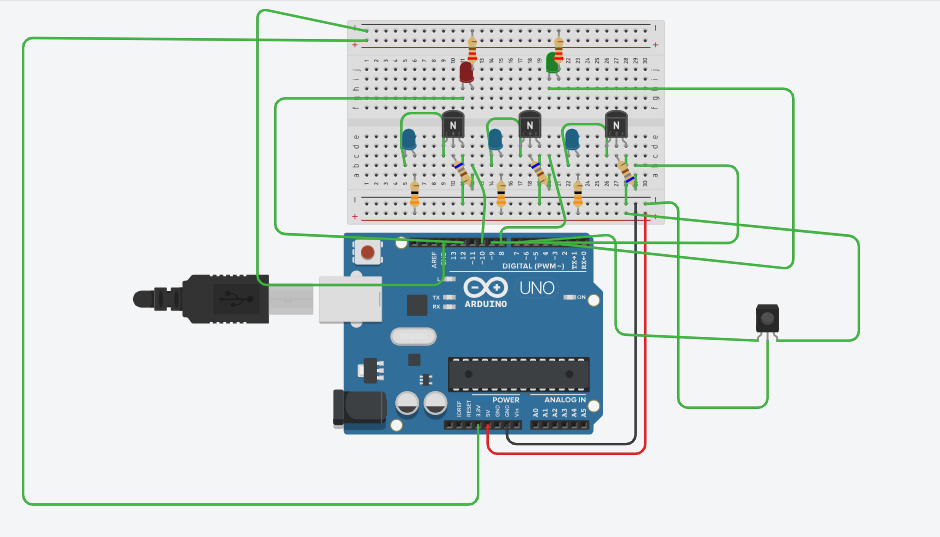 N N N
AREF
GND
13
12
~11
~10
~9
8
7
~6
~5
4
~3
2
TX→1
RX←0
DIGITAL (PWM~)
L
TX
RX
UNO
ARDUINO
ON
POWER
ANALOG IN
IOREF
RESET
3.3V
5V
GND
GND
Vin
A0
A1
A2
A3
A4
A5